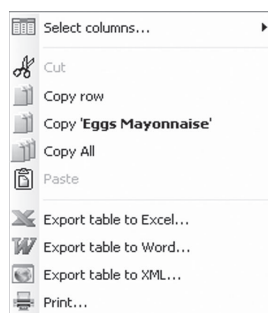 Select columns...
Cut
Copy row
Copy 'Eggs Mayonnaise'
Copy All
Paste
Export table to Excel...
Export table to Word...
Export table to XML...
Print...